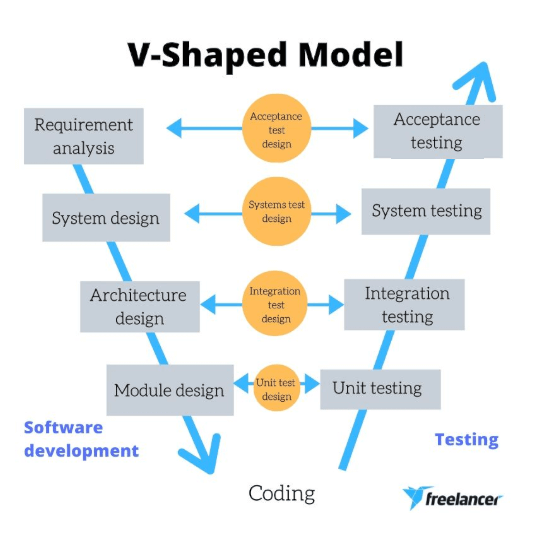 V-Shaped Model
Requirement
analysis
Acceptance
test
design
Acceptance
testing
System design
Systems test
design
System testing
Architecture
design
Integration
test
design
Integration
testing
Module design
Unit test
design
Unit testing
Software
development
Testing
Coding
freelancer